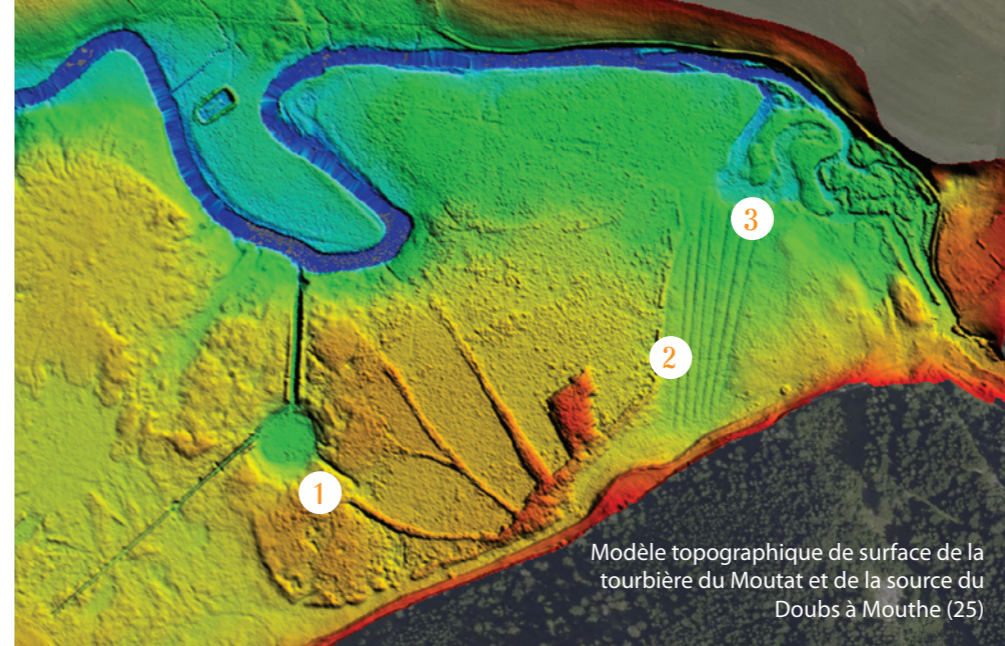 3
2
1
Modèle topographique de surface de la
tourbière du Moutat et de la source du
Doubs à Mouthe (25)